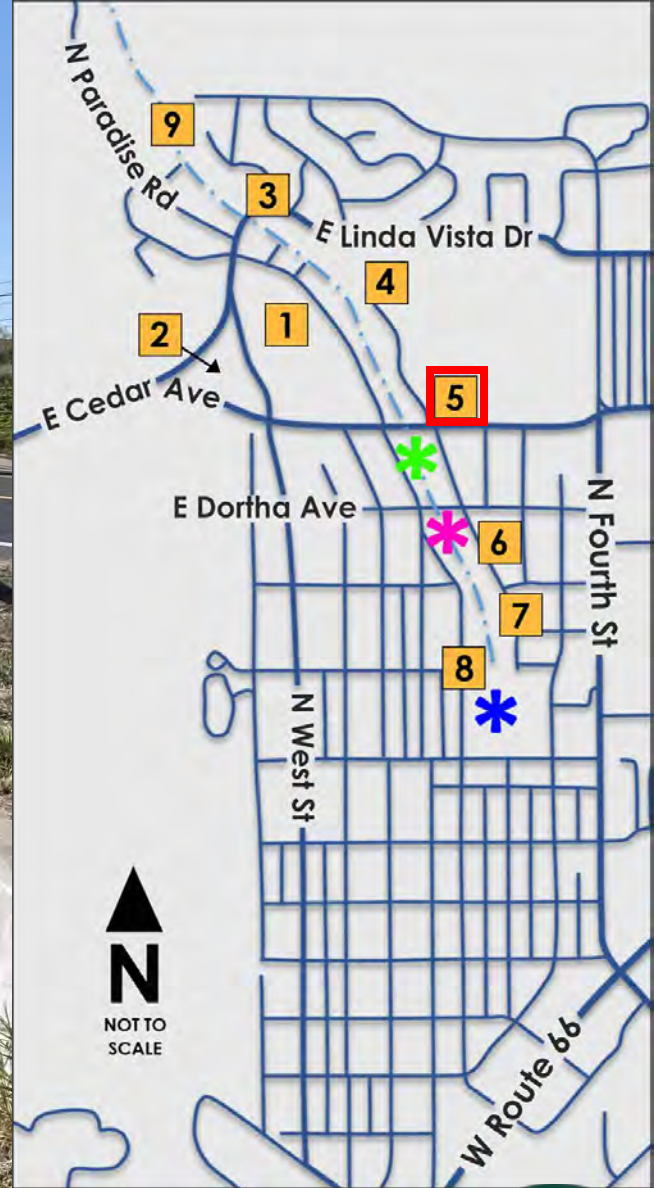 N Paradise Rd
9
3
E Linda Vista Dr
4
1
2
5
E Cedar Ave
E Dortha Ave
N Fourth St
6
7
8
N West St
N
NOT TO
SCALE
W Route 66